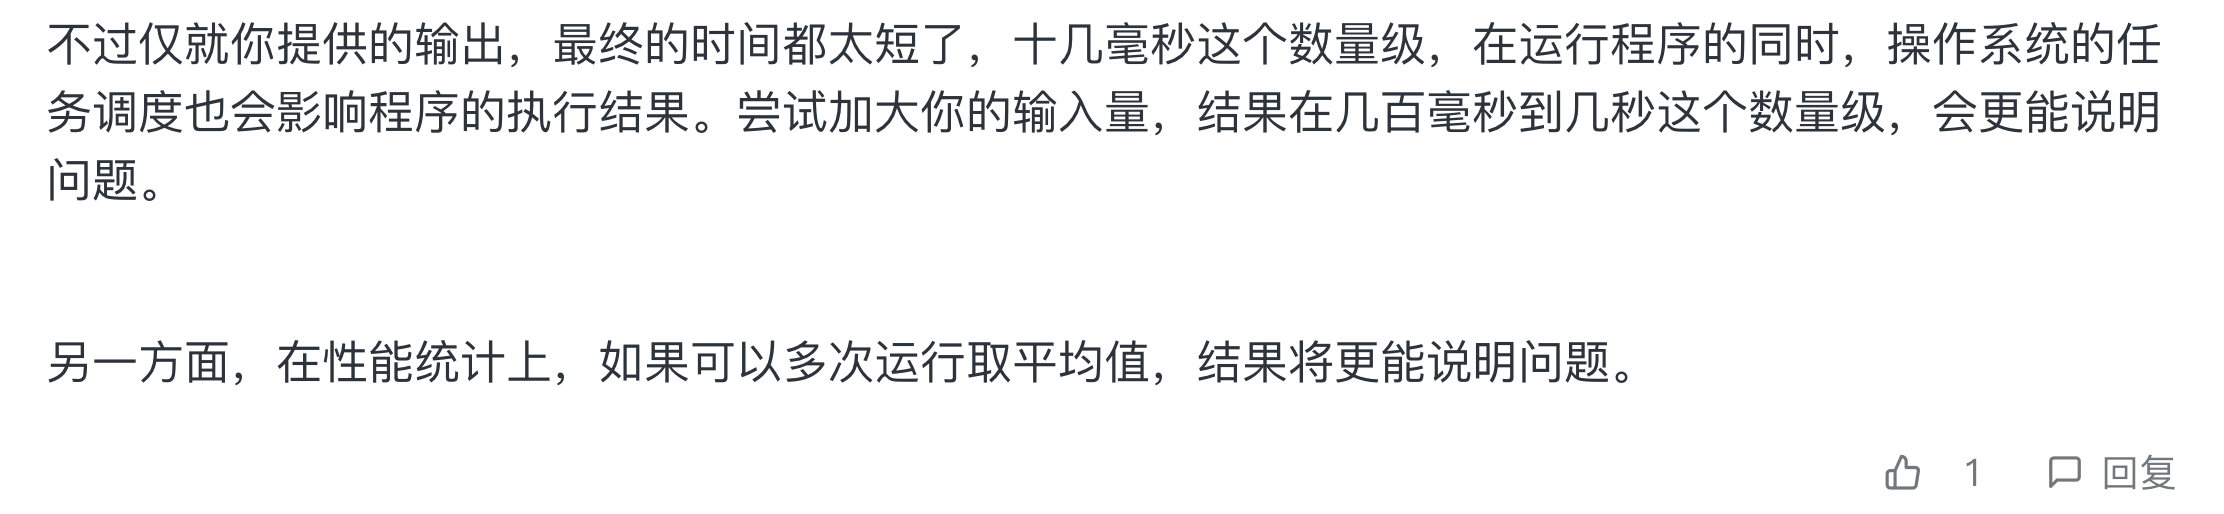 不过仅就你提供的输出，最终的时间都太短了，十几毫秒这个数量级，在运行程序的同时，操作系统的任
务调度也会影响程序的执行结果。尝试加大你的输入量，结果在几百毫秒到几秒这个数量级，会更能说明
问题。
另一方面，在性能统计上，如果可以多次运行取平均值，结果将更能说明问题。
1 回复